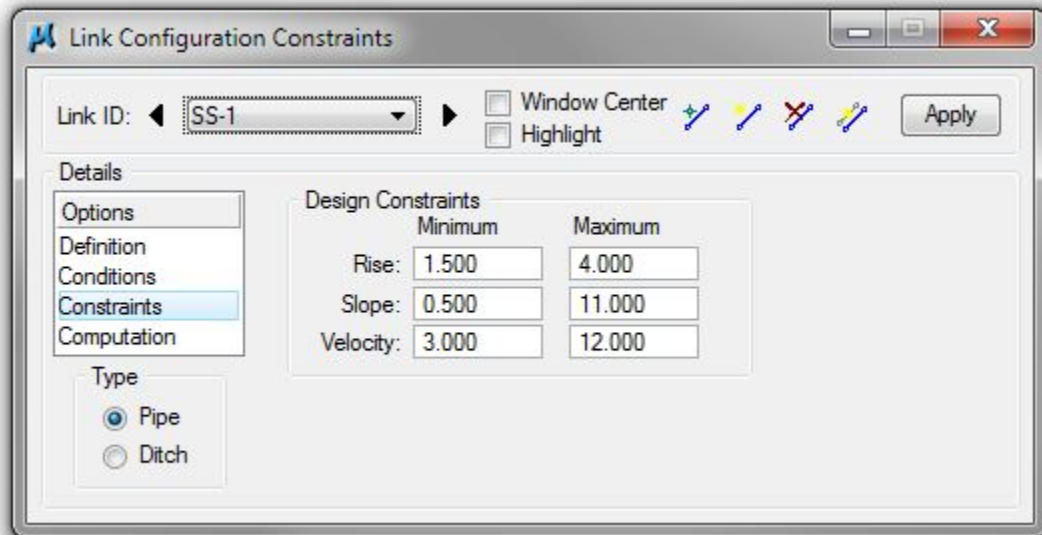 Link Configuration Constraints
Link ID: SS-1 Window Center Apply
Highlight
Details
Options
Definition
Conditions
Constraints
Computation
Design Constraints
Minimum Maximum
Rise: 1.500 4.000
Slope: 0.500 11.000
Velocity: 3.000 12.000
Type
Pipe
Ditch